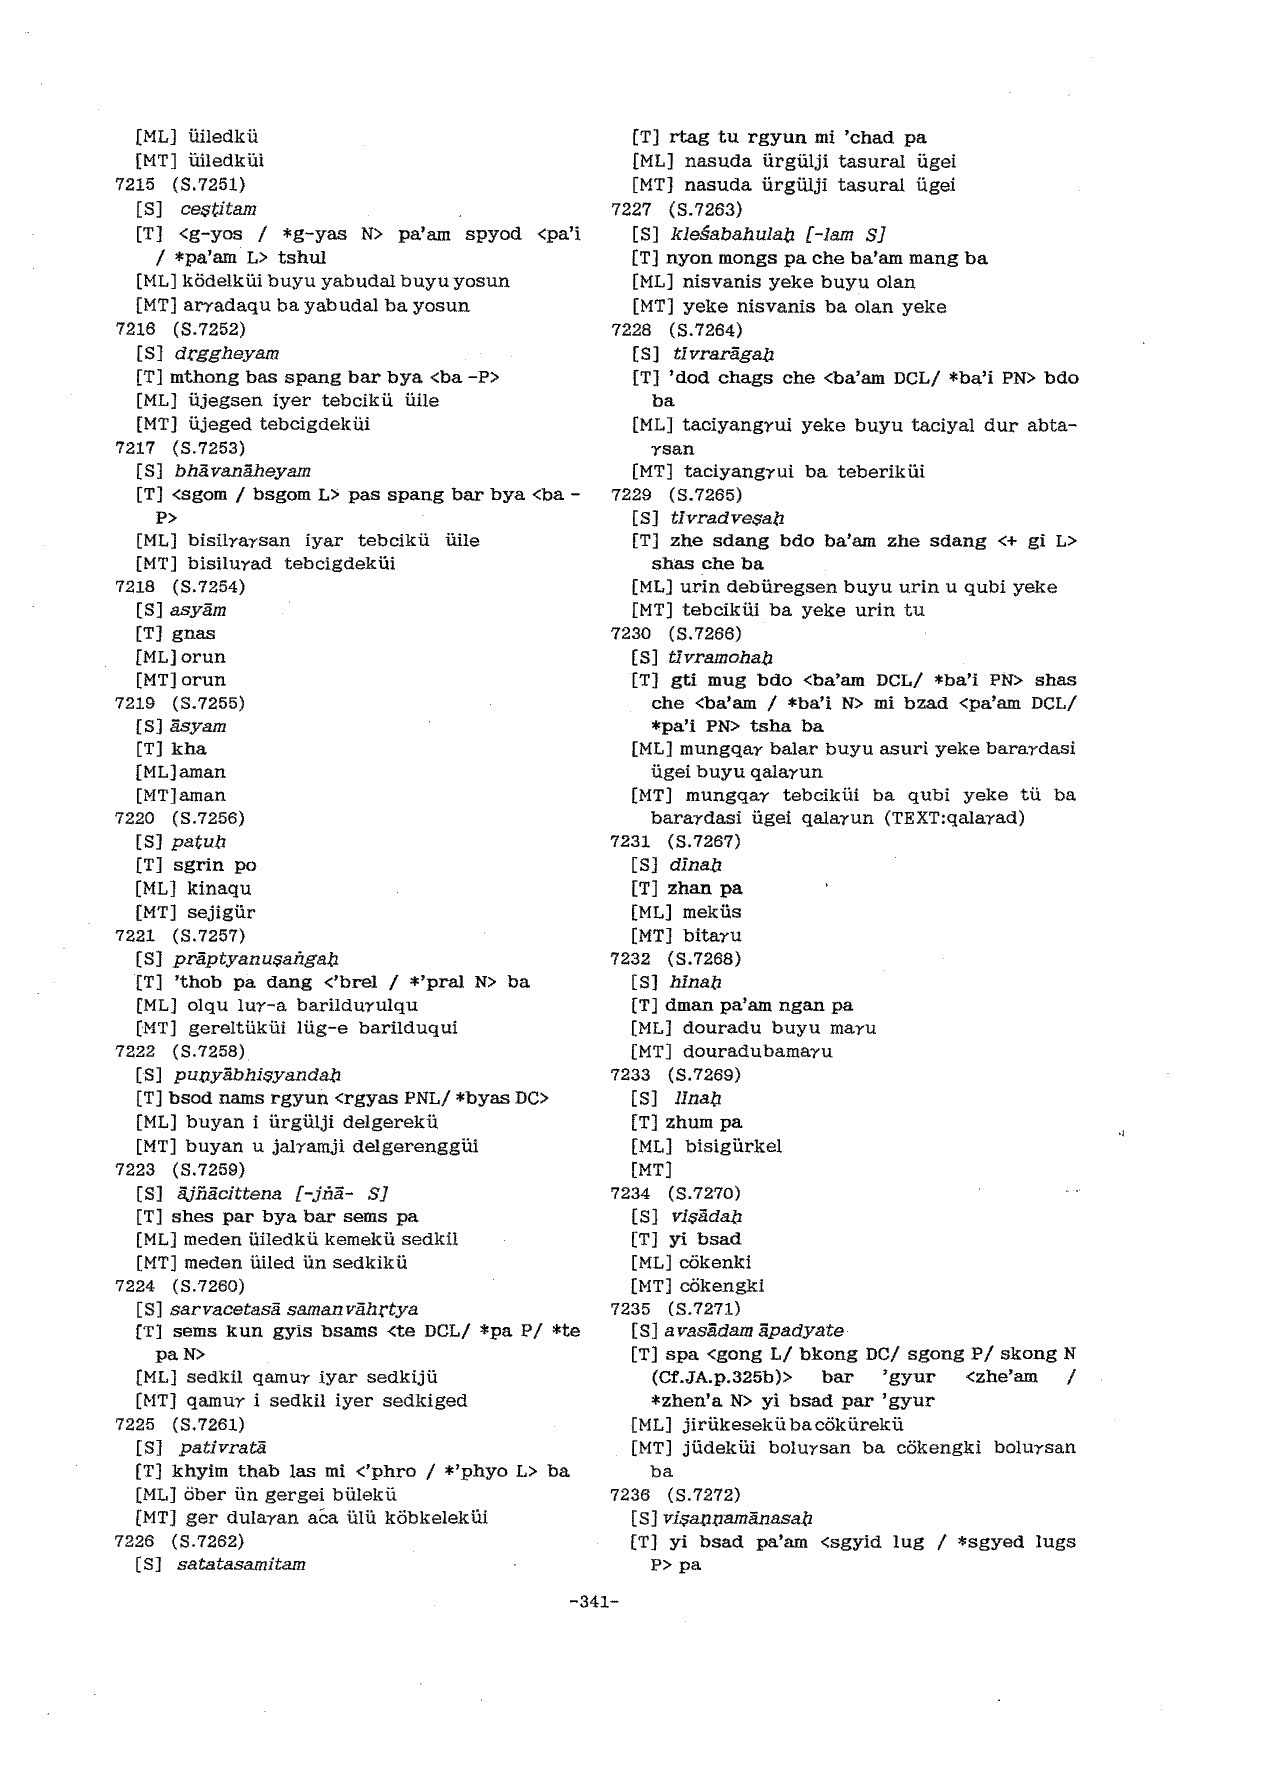 [ML] üiledkü
[MT] üiledküi
7215 (S.7251)
[S] ceṣṭitam
[T] <g-yos / *g-yas N> pa'am spyod <pa'i
/ *pa'am L> tshul
[ML] ködelküi buyu yabudal buyu yosun
[MT] arγadaqu ba yabudal ba yosun
7216 (S.7252)
[S] dṛggheyam
[T] mthong bas spang bar bya <ba -P>
[ML] üjegsen iyer tebcikü üile
[MT] üjeged tebcigdeküi
7217 (S.7253)
[S] bhāvanāheyam
[T] <sgom / bsgom L> pas spang bar bya <ba -
P>
[ML] bisilγaγsan iyar tebcikü üile
[MT] bisiluγad tebcigdeküi
7218 (S.7254)
[S] asyām
[T] gnas
[ML] orun
[MT] orun
7219 (S.7255)
[S] āsyam
[T] kha
[ML]aman
[MT]aman
7220 (S.7256)
[S] paṭuḥ
[T] sgrin po
[ML] kinaqu
[MT] sejigür
7221 (S.7257)
[S] prāptyanuṣaṅgaḥ
[T] 'thob pa dang <'brel / *'pral N> ba
[ML] olqu luγ-a barilduγulqu
[MT] gereltüküi lüg-e barilduqui
7222 (S.7258)
[S] puṇyābhiṣyandaḥ
[T] bsod nams rgyun <rgyas PNL/ *byas DC>
[ML] buyan i ürgülji delgerekü
[MT] buyan u jalγamji delgerenggüi
7223 (S.7259)
[S] ājñācittena [-jṅā- S]
[T] shes par bya bar sems pa
[ML] meden üiledkü kemekü sedkil
[MT] meden üiled ün sedkikü
7224 (S.7260)
[S] sarvacetasā samanvāhṛtya
[T] sems kun gyis bsams <te DCL/ *pa P/ *te
pa N>
[ML] sedkil qamuγ iyar sedkijü
[MT] qamuγ i sedkil iyer sedkiged
7225 (S.7261)
[S] pativratā
[T] khyim thab las mi <'phro / *'phyo L> ba
[ML] öber ün gergei bülekü
[MT] ger dulaγan aca ülü köbkeleküi
7226 (S.7262)
[S] satatasamitam
[T] rtag tu rgyun mi 'chad pa
[ML] nasuda ürgülji tasural ügei
[MT] nasuda ürgülji tasural ügei
7227 (S.7263)
[S] kleśabahulaḥ [-lam S]
[T] nyon mongs pa che ba'am mang ba
[ML] nisvanis yeke buyu olan
[MT] yeke nisvanis ba olan yeke
7228 (S.7264)
[S] tīvrarāgaḥ
[T] 'dod chags che <ba'am DCL/ *ba'i PN> bdo
ba
[ML] taciyangγui yeke buyu taciyal dur abta-
γsan
[MT] taciyangγui ba teberiküi
7229 (S.7265)
[S] tīvradveṣaḥ
[T] zhe sdang bdo ba'am zhe sdang <+ gi L>
shas che ba
[ML] urin debüregsen buyu urin u qubi yeke
[MT] tebciküi ba yeke urin tu
7230 (S.7266)
[S] tīvramohaḥ
[T] gti mug bdo <ba'am DCL/ *ba'i PN> shas
che <ba'am / *ba'i N> mi bzad <pa'am DCL/
*pa'i PN> tsha ba
[ML] mungqaγ balar buyu asuri yeke baraγdasi
ügei buyu qalaγun
[MT] mungqaγ tebciküi ba qubi yeke tü ba
baraγdasi ügei qalaγun (TEXT:qalaγad)
7231 (S.7267)
[S] dīnaḥ
[T] zhan pa
[ML] meküs
[MT] bitaγu
7232 (S.7268)
[S] hīnaḥ
[T] dman pa'am ngan pa
[ML] douradu buyu maγu
[MT] douradubamaγu
7233 (S.7269)
[S] līnaḥ
[T] zhum pa
[ML] bisigürkel
[MT]
7234 (S.7270)
[S] viṣādaḥ
[T] yi bsad
[ML] cökenki
[MT] cökengki
7235 (S.7271)
[S] avasādam āpadyate
[T] spa <gong L/ bkong DC/ sgong P/ skong N
(Cf.JA.p.325b)> bar 'gyur <zhe'am /
*zhen'a N> yi bsad par 'gyur
[ML] jirükesekü ba cökürekü
[MT] jüdeküi boluγsan ba cökengki boluγsan
ba
7236 (S.7272)
[S] viṣaṇṇamānasaḥ
[T] yi bsad pa'am <sgyid lug / *sgyed lugs
P> pa
-341-